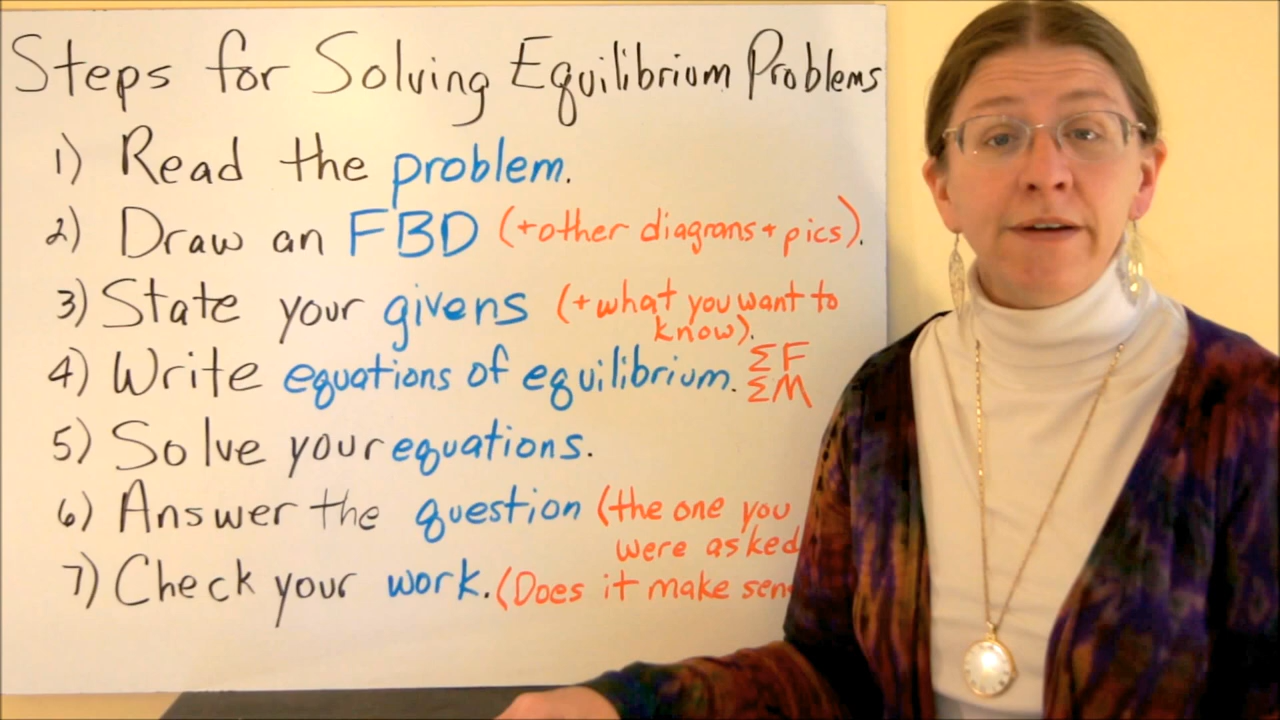 Steps for Solving Equilibrium Problems
1) Read the problem.
2) Draw an FBD (+other diagrams + pics).
3) State your givens (+ what you want to
know).
4) Write equations of equilibrium. ΣF
ΣM
5) Solve your equations.
6) Answer the question (the one you
were asked
7) Check your work. (Does it make